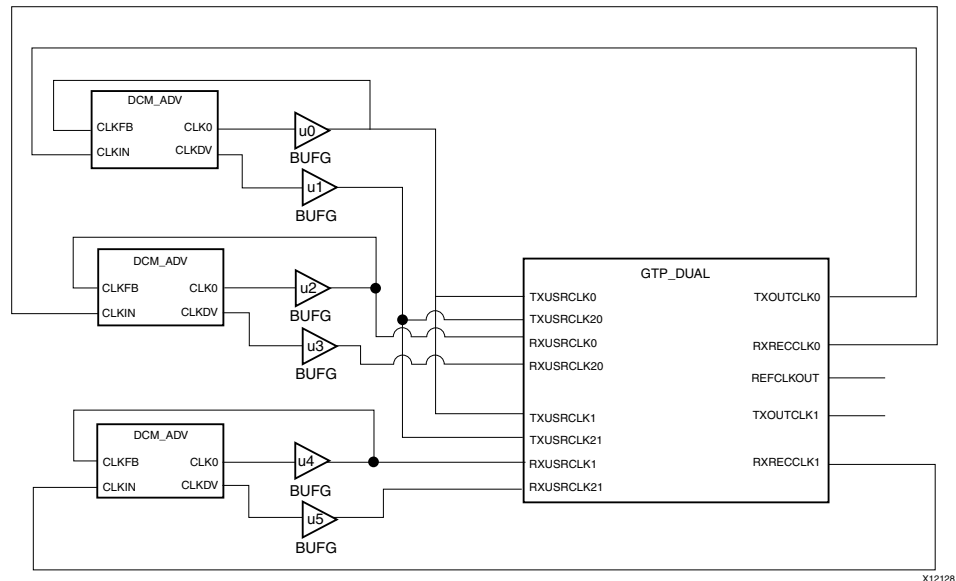 DCM_ADV
CLKFB CLK0
CLKIN CLKDV
u0
BUFG
u1
BUFG
DCM_ADV
CLKFB CLK0
CLKIN CLKDV
u2
BUFG
u3
BUFG
DCM_ADV
CLKFB CLK0
CLKIN CLKDV
u4
BUFG
u5
BUFG
GTP_DUAL
TXUSRCLK0
TXUSRCLK20
RXUSRCLK0
RXUSRCLK20
TXUSRCLK1
TXUSRCLK21
RXUSRCLK1
RXUSRCLK21
TXOUTCLK0
RXRECCLK0
REFCLKOUT
TXOUTCLK1
RXRECCLK1
X12128